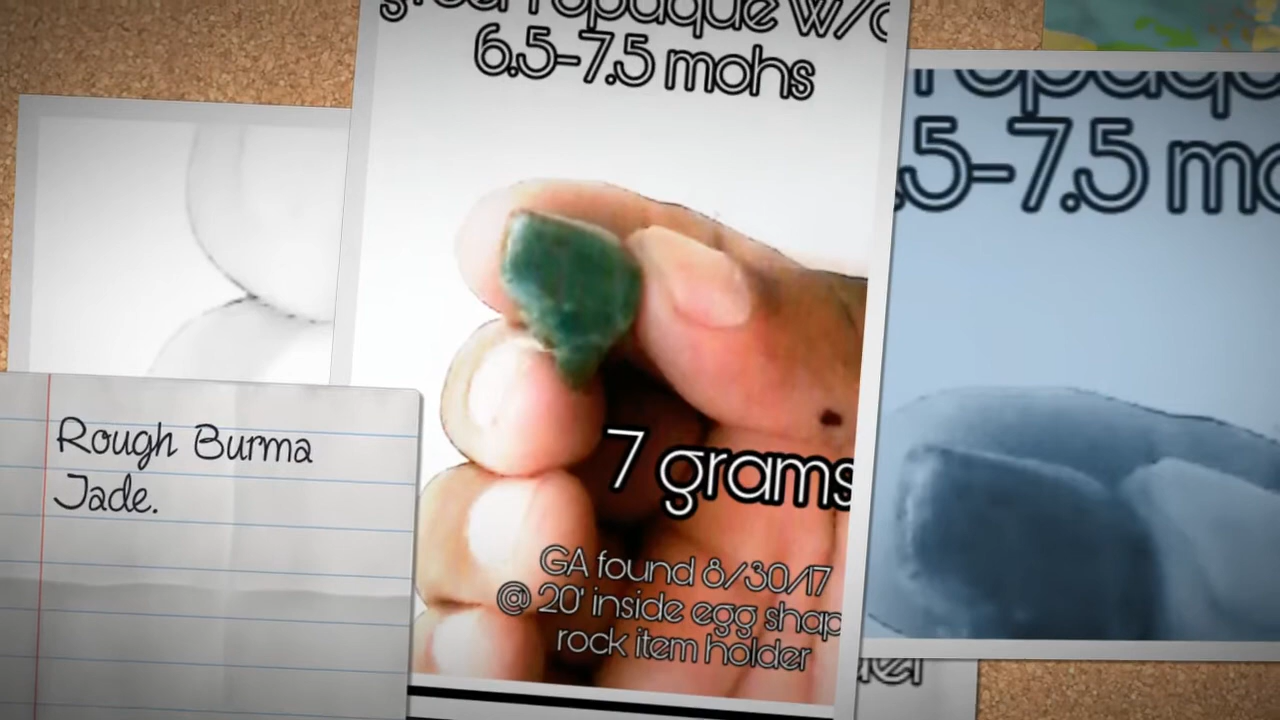 w/
6.5-7.5 mohs
7 grams
GA found 8/30/17
@ 20' inside egg shap
rock item holder
Rough Burma
Jade.
.5-7.5 mo